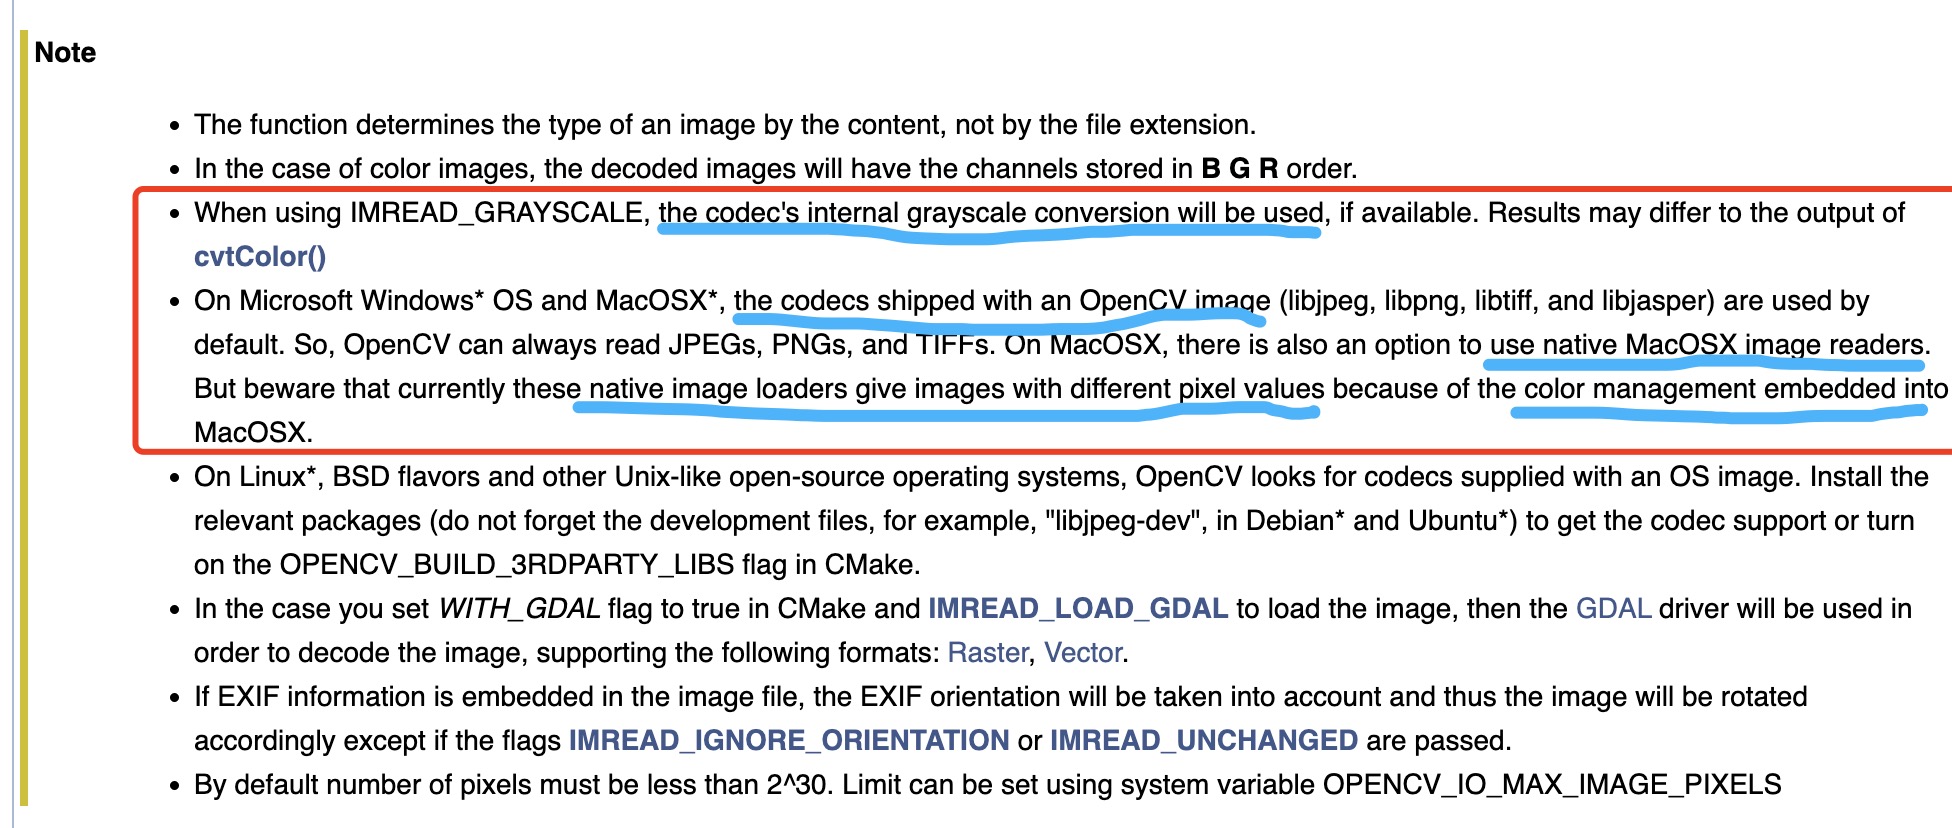 Note
• The function determines the type of an image by the content, not by the file extension.
• In the case of color images, the decoded images will have the channels stored in B G R order.
• When using IMREAD_GRAYSCALE, the codec's internal grayscale conversion will be used, if available. Results may differ to the output of
cvtColor()
• On Microsoft Windows* OS and MacOSX*, the codecs shipped with an OpenCV image (libjpeg, libpng, libtiff, and libjasper) are used by
default. So, OpenCV can always read JPEGs, PNGs, and TIFFs. On MacOSX, there is also an option to use native MacOSX image readers.
But beware that currently these native image loaders give images with different pixel values because of the color management embedded into
MacOSX.
• On Linux*, BSD flavors and other Unix-like open-source operating systems, OpenCV looks for codecs supplied with an OS image. Install the
relevant packages (do not forget the development files, for example, "libjpeg-dev", in Debian* and Ubuntu*) to get the codec support or turn
on the OPENCV_BUILD_3RDPARTY_LIBS flag in CMake.
• In the case you set WITH_GDAL flag to true in CMake and IMREAD_LOAD_GDAL to load the image, then the GDAL driver will be used in
order to decode the image, supporting the following formats: Raster, Vector.
• If EXIF information is embedded in the image file, the EXIF orientation will be taken into account and thus the image will be rotated
accordingly except if the flags IMREAD_IGNORE_ORIENTATION or IMREAD_UNCHANGED are passed.
• By default number of pixels must be less than 2^30. Limit can be set using system variable OPENCV_IO_MAX_IMAGE_PIXELS